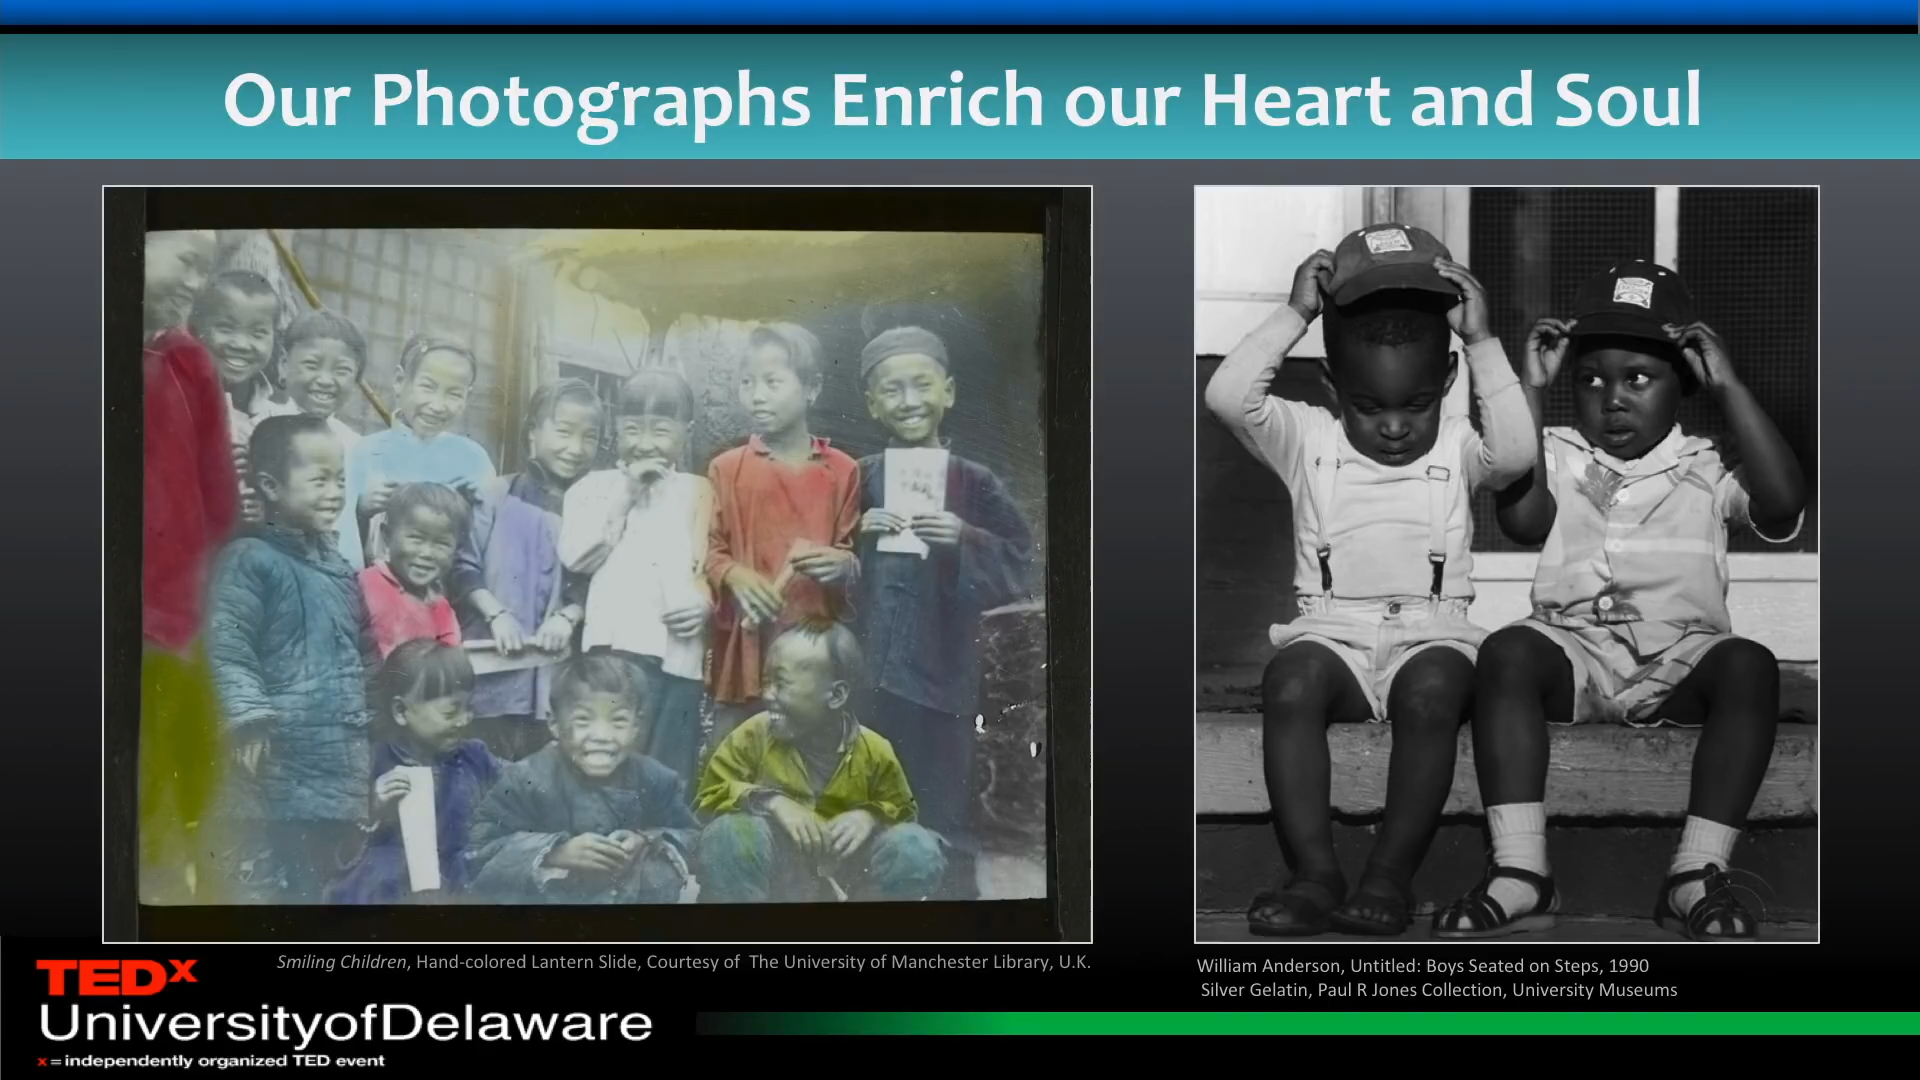 Our Photographs Enrich our Heart and Soul
Smiling Children, Hand-colored Lantern Slide, Courtesy of The University of Manchester Library, U.K.
William Anderson, Untitled: Boys Seated on Steps, 1990
Silver Gelatin, Paul R Jones Collection, University Museums
TEDx
UniversityofDelaware
x = independently organized TED event